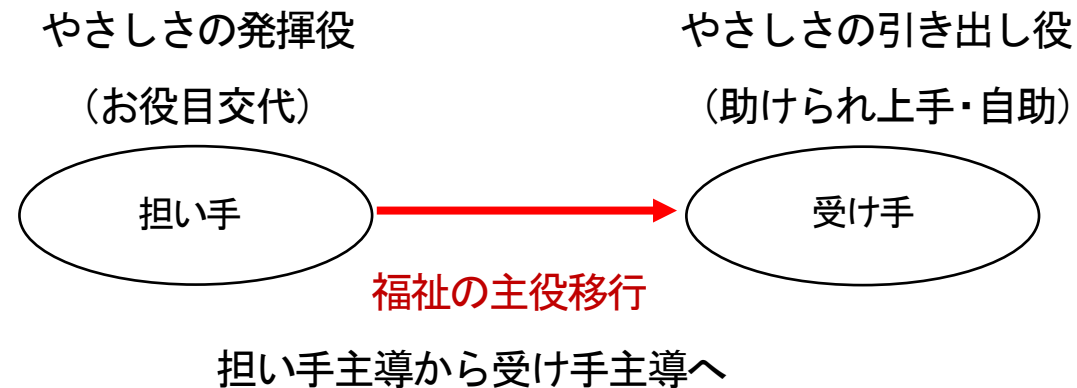 やさしさの発揮役
やさしさの引き出し役
（お役目交代）
（助けられ上手・自助）
担い手
受け手
福祉の主役移行
担い手主導から受け手主導へ